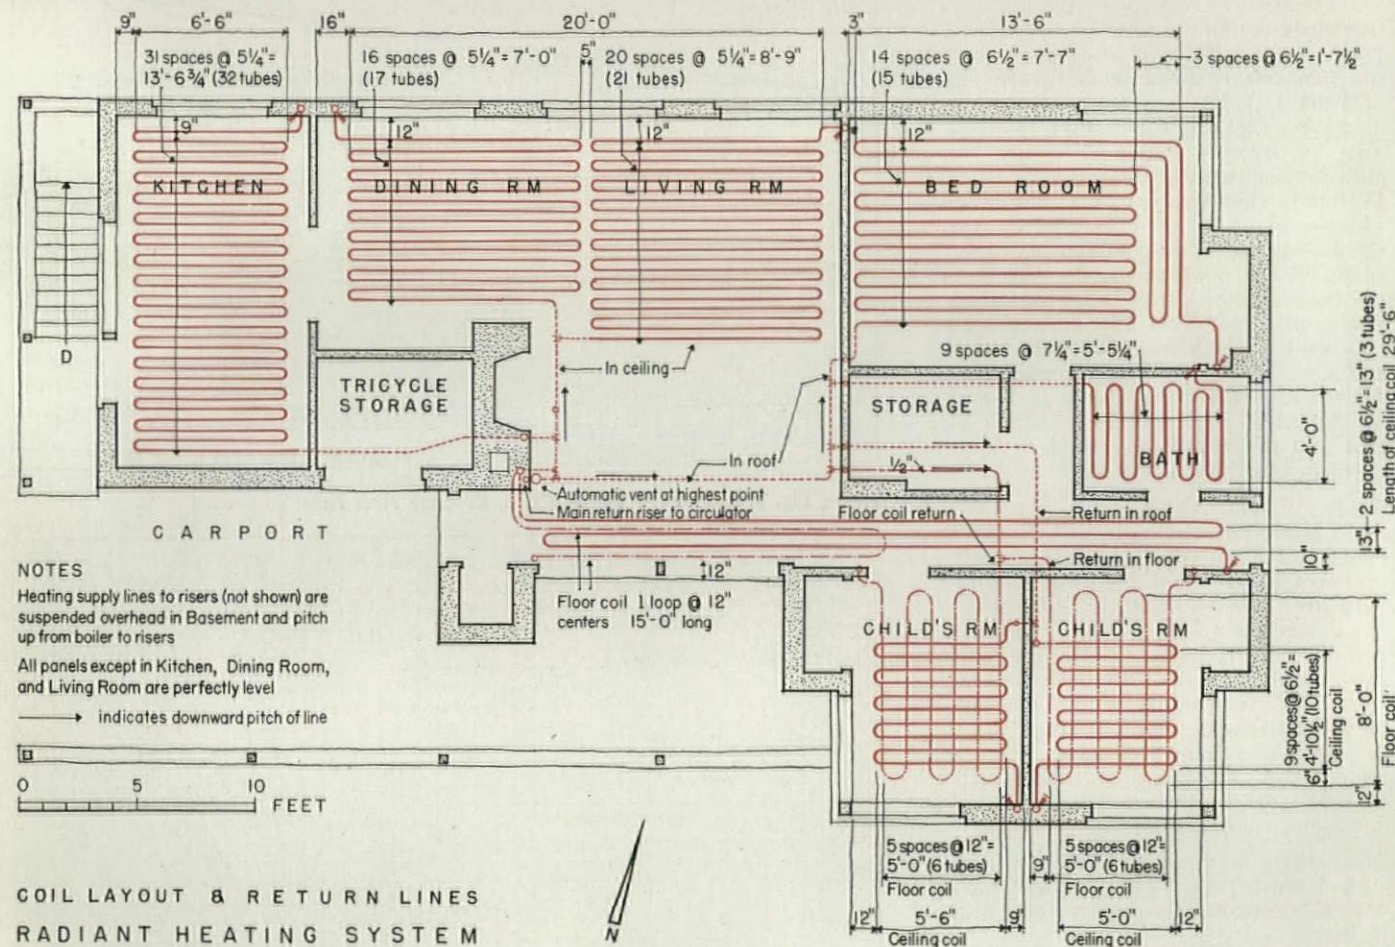 9" 6'-6" 16" 20'-0" 3" 13'-6"
31 spaces @ 5¼"=
13'-6¾" (32 tubes)
16 spaces @ 5¼"= 7'-0"
(17 tubes)
5"
20 spaces @ 5¼"= 8'-9"
(21 tubes)
14 spaces @ 6½"= 7'-7"
(15 tubes)
3 spaces @ 6½"=1'-7½"
9"
12"
12"
12"
KITCHEN
DINING RM
LIVING RM
BED ROOM
D
In ceiling
9 spaces @ 7¼"=5'-5¼"
TRICYCLE
STORAGE
STORAGE
BATH
4'-0"
2 spaces @ 6½"=13" (3 tubes)
Length of ceiling coil 29'-6"
In roof
½"
Automatic vent at highest point
Main return riser to circulator
Floor coil return
Return in roof
CARPORT
13"
10"
Return in floor
12"
Floor coil 1 loop @ 12"
centers 15'-0" long
NOTES
Heating supply lines to risers (not shown) are
suspended overhead in Basement and pitch
up from boiler to risers
All panels except in Kitchen, Dining Room,
and Living Room are perfectly level
indicates downward pitch of line
CHILD'S RM
CHILD'S RM
9 spaces @ 6½"=
4'-10½" (10 tubes)
Ceiling coil
6"
8'-0"
Floor coil
12"
0 5 10 FEET
5 spaces @ 12"=
5'-0" (6 tubes)
Floor coil
9"
5 spaces @ 12"=
5'-0" (6 tubes)
Floor coil
12" 5'-6" 9" 5'-0" 12"
Ceiling coil
Ceiling coil
N
COIL LAYOUT & RETURN LINES
RADIANT HEATING SYSTEM